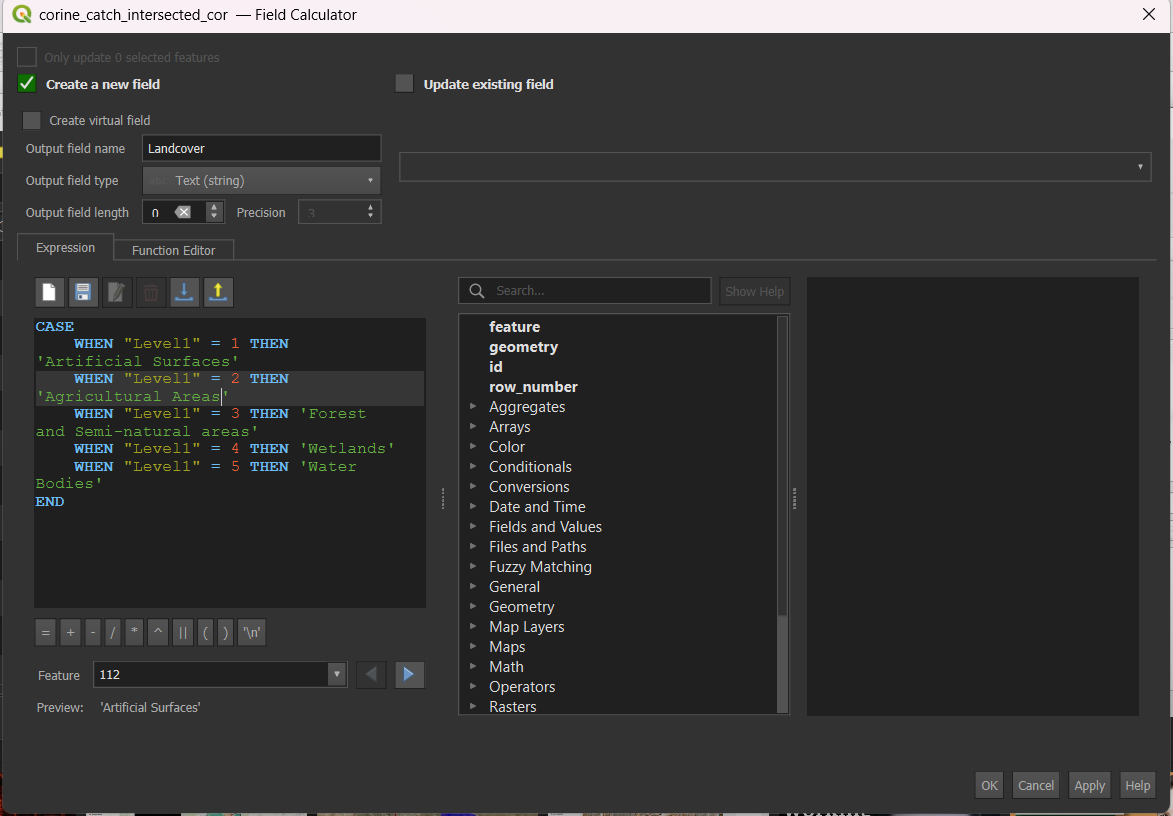 corine_catch_intersected_cor — Field Calculator
Only update 0 selected features
Create a new field
Update existing field
Create virtual field
Output field name
Landcover
Output field type
abc Text (string)
Output field length
0
Precision
3
Expression
Function Editor
Search...
Show Help
CASE
WHEN "Level1" = 1 THEN
'Artificial Surfaces'
WHEN "Level1" = 2 THEN
'Agricultural Areas'
WHEN "Level1" = 3 THEN 'Forest
and Semi-natural areas'
WHEN "Level1" = 4 THEN 'Wetlands'
WHEN "Level1" = 5 THEN 'Water
Bodies'
END
feature
geometry
id
row_number
Aggregates
Arrays
Color
Conditionals
Conversions
Date and Time
Fields and Values
Files and Paths
Fuzzy Matching
General
Geometry
Map Layers
Maps
Math
Operators
Rasters
= + - / * ^ || ( ) '\n'
Feature
112
Preview: 'Artificial Surfaces'
OK
Cancel
Apply
Help